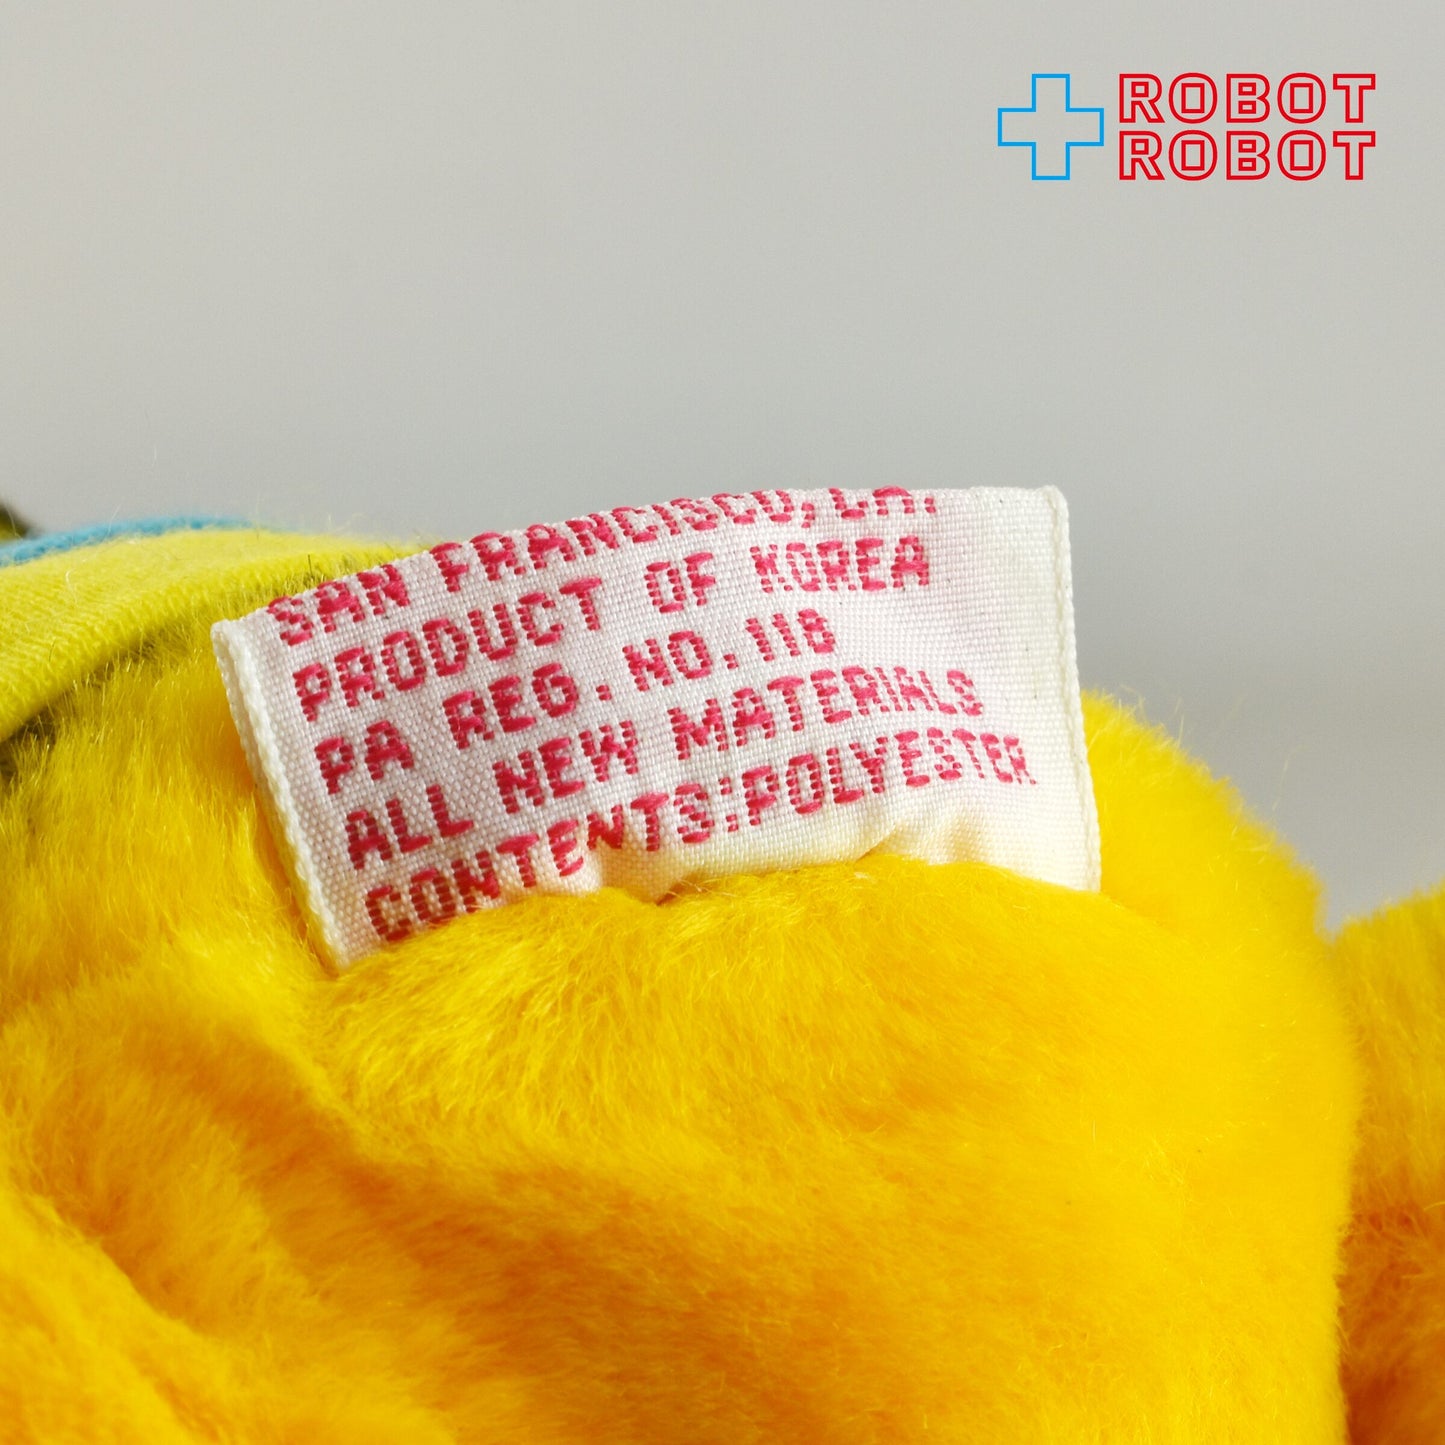 ROBOT
ROBOT
SAN FRANCISCO, CA.
PRODUCT OF KOREA
PA REG. NO. 118
ALL NEW MATERIALS
CONTENTS:POLYESTER